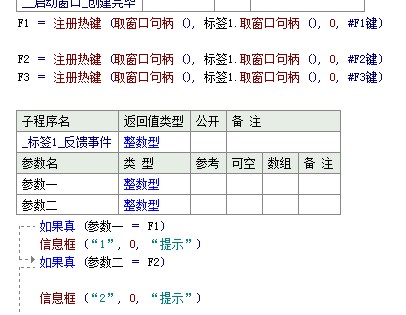 __启动窗口_创建完毕
F1 = 注册热键 (取窗口句柄 (), 标签1.取窗口句柄 (), 0, #F1键)
F2 = 注册热键 (取窗口句柄 (), 标签1.取窗口句柄 (), 0, #F2键)
F3 = 注册热键 (取窗口句柄 (), 标签1.取窗口句柄 (), 0, #F3键)
子程序名 返回值类型 公开 备 注
_标签1_反馈事件 整数型
参数名 类 型 参考 可空 数组 备 注
参数一 整数型
参数二 整数型
如果真 (参数一 = F1)
信息框 (“1”, 0, “提示”)
如果真 (参数二 = F2)
信息框 (“2”, 0, “提示”)